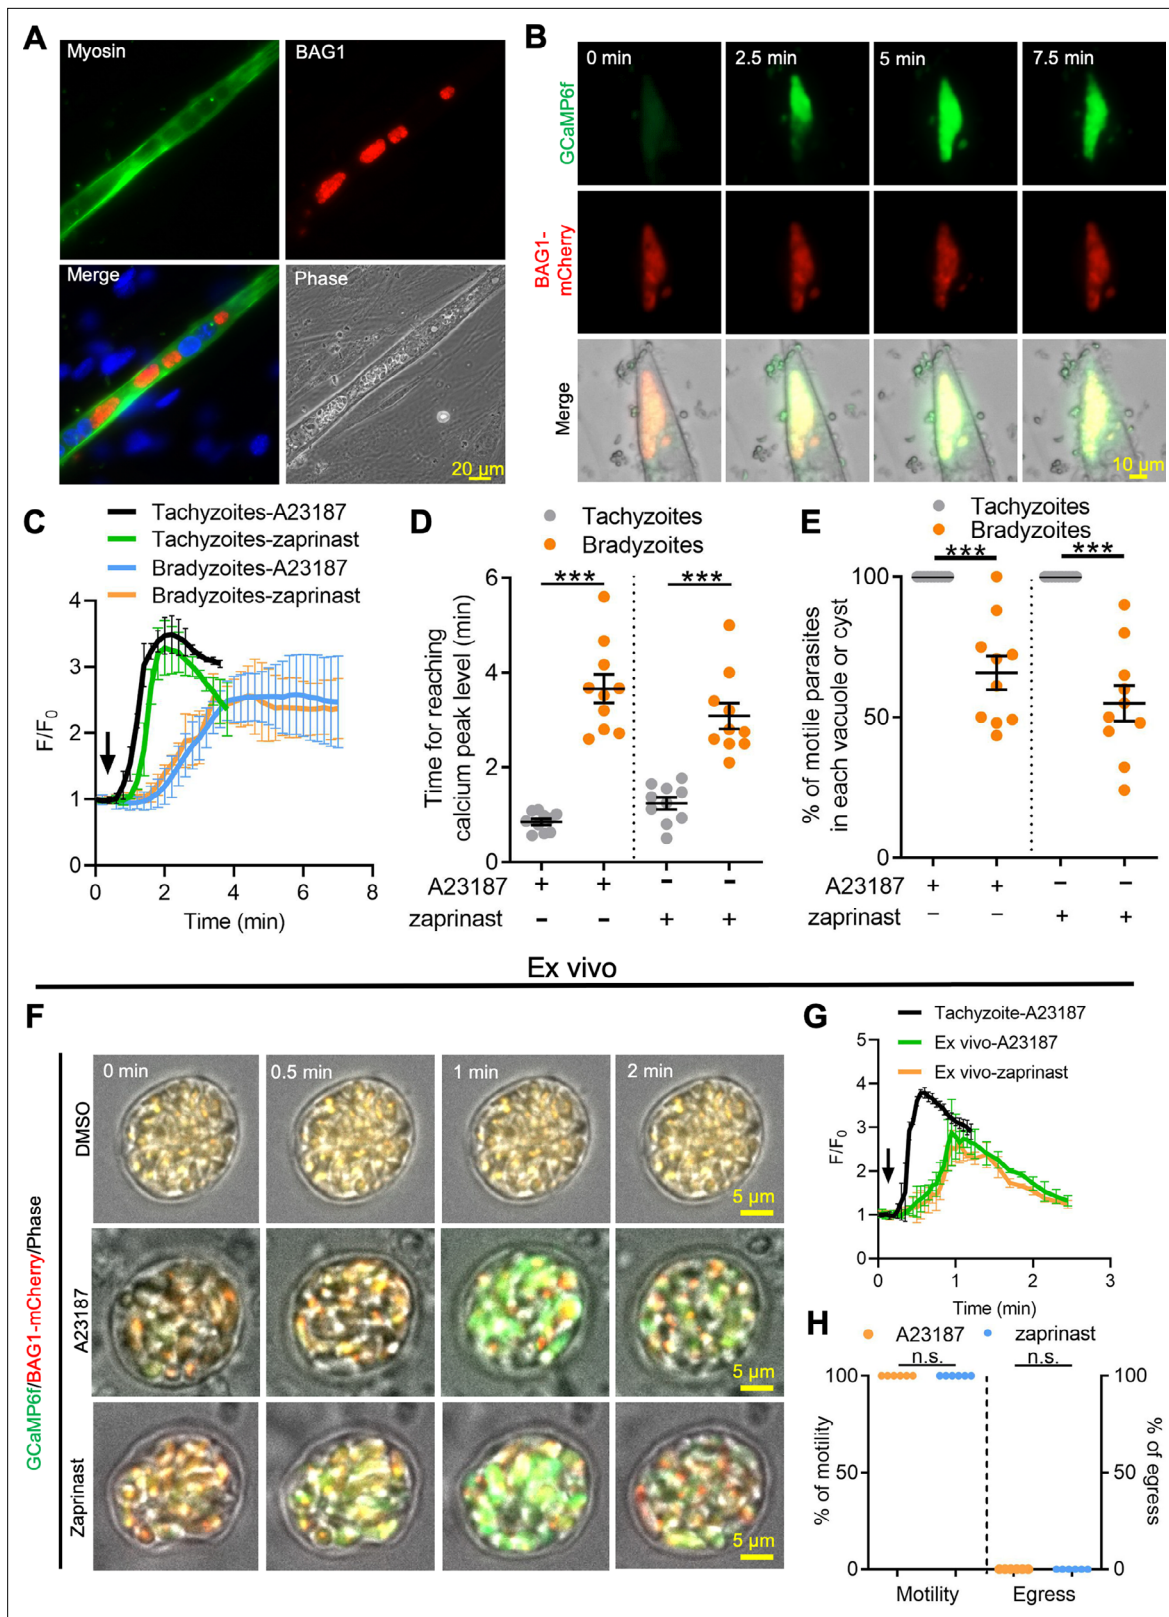 A
Myosin
BAG1
Merge
Phase
20 µm
B
0 min
2.5 min
5 min
7.5 min
GCaMP6f
BAG1-
mCherry
Merge
10 µm
C
Tachyzoites-A23187
Tachyzoites-zaprinast
Bradyzoites-A23187
Bradyzoites-zaprinast
4
3
2
1
0
F/F0
0 2 4 6 8
Time (min)
D
Tachyzoites
Bradyzoites
*** ***
6
4
2
0
Time for reaching
calcium peak level (min)
A23187 + + - -
zaprinast - - + +
E
Tachyzoites
Bradyzoites
*** ***
100
50
0
% of motile parasites
in each vacuole or cyst
A23187 + + - -
zaprinast - - + +
Ex vivo
F
GCaMP6f/BAG1-mCherry/Phase
0 min
0.5 min
1 min
2 min
DMSO
5 µm
A23187
5 µm
Zaprinast
5 µm
G
Tachyzoite-A23187
Ex vivo-A23187
Ex vivo-zaprinast
5
4
3
2
1
0
F/F0
0 1 2 3
Time (min)
H
A23187 zaprinast
n.s. n.s.
100
50
0
% of motility
100
50
0
% of egress
Motility Egress